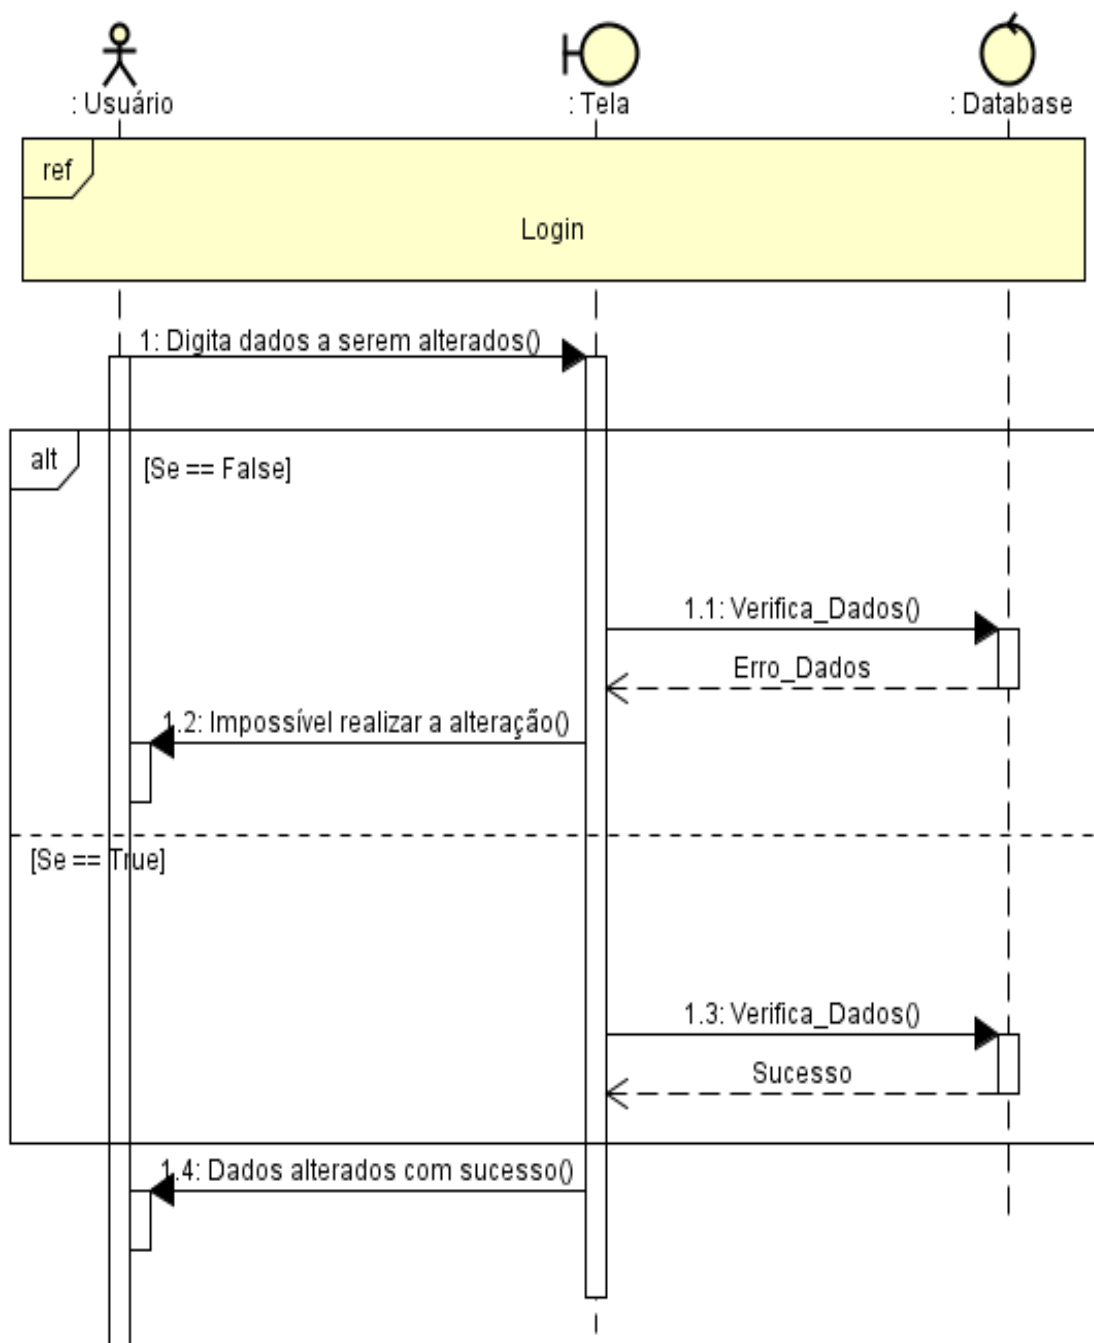 : Usuário
: Tela
: Database
ref
Login
1: Digita dados a serem alterados()
alt
[Se == False]
1.1: Verifica_Dados()
Erro_Dados
1.2: Impossível realizar a alteração()
[Se == True]
1.3: Verifica_Dados()
Sucesso
1.4: Dados alterados com sucesso()